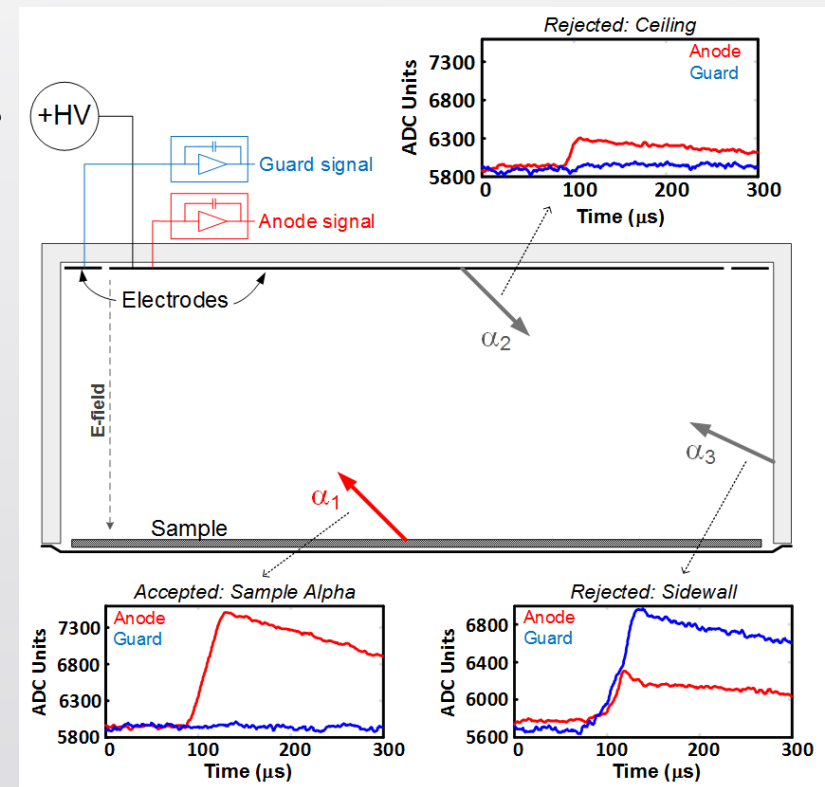 Rejected: Ceiling
ADC Units
7300
6800
6300
5800
Anode
Guard
0
100
200
300
Time (μs)
+HV
Guard signal
Anode signal
Electrodes
E-field
α2
α3
α1
Sample
Accepted: Sample Alpha
ADC Units
7300
6800
6300
5800
Anode
Guard
0
100
200
300
Time (μs)
Rejected: Sidewall
ADC Units
6800
6400
6000
5600
Anode
Guard
0
100
200
300
Time (μs)